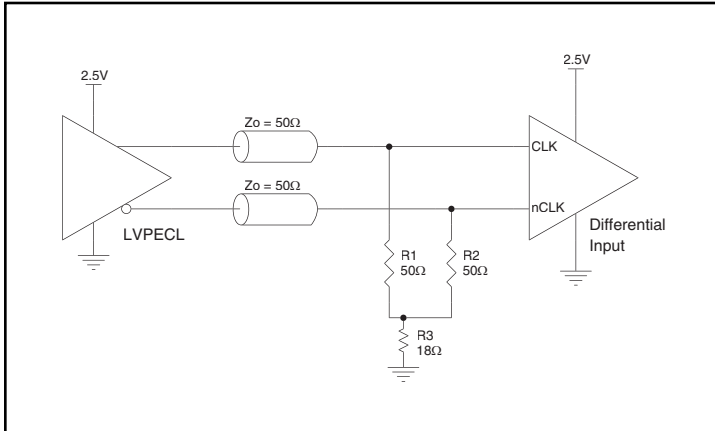 2.5V
2.5V
Zo = 50Ω
CLK
Zo = 50Ω
nCLK
LVPECL
Differential
Input
R1
50Ω
R2
50Ω
R3
18Ω